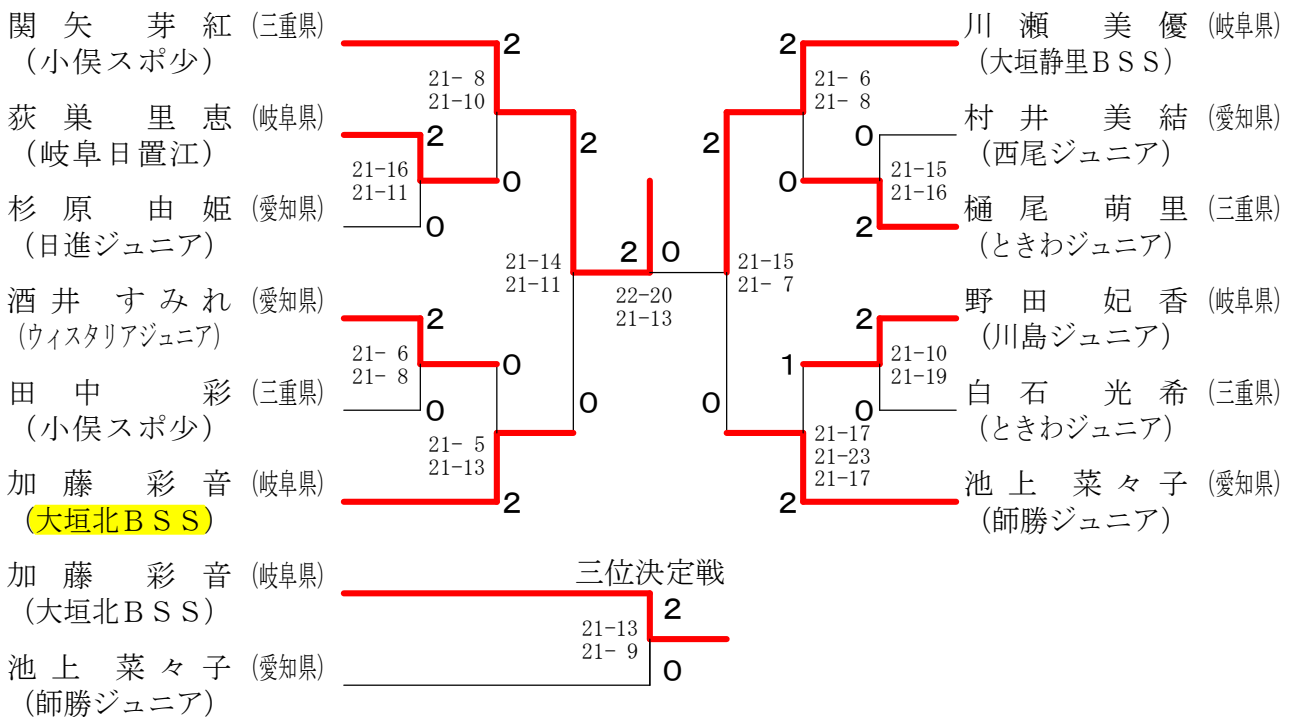 関矢 芽紅 (三重県)
(小俣スポ少)
荻巣 里恵 (岐阜県)
(岐阜日置江)
杉原 由姫 (愛知県)
(日進ジュニア)
酒井 すみれ (愛知県)
(ウィスタリアジュニア)
田中 彩 (三重県)
(小俣スポ少)
加藤 彩音 (岐阜県)
(大垣北BSS)
2
21- 8
21-10
2
21-16
21-11
0
0
2
21-14
21-11
2
21- 6
21- 8
0
0
0
21- 5
21-13
2
2 0
22-20
21-13
川瀬 美優 (岐阜県)
(大垣静里BSS)
村井 美結 (愛知県)
(西尾ジュニア)
樋尾 萌里 (三重県)
(ときわジュニア)
野田 妃香 (岐阜県)
(川島ジュニア)
白石 光希 (三重県)
(ときわジュニア)
池上 菜々子 (愛知県)
(師勝ジュニア)
2
21- 6
21- 8
0
21-15
21-16
0
2
2
21-15
21- 7
2
21-10
21-19
1
0
0
21-17
21-23
21-17
2
三位決定戦
加藤 彩音 (岐阜県)
(大垣北BSS)
池上 菜々子 (愛知県)
(師勝ジュニア)
2
21-13
21- 9
0